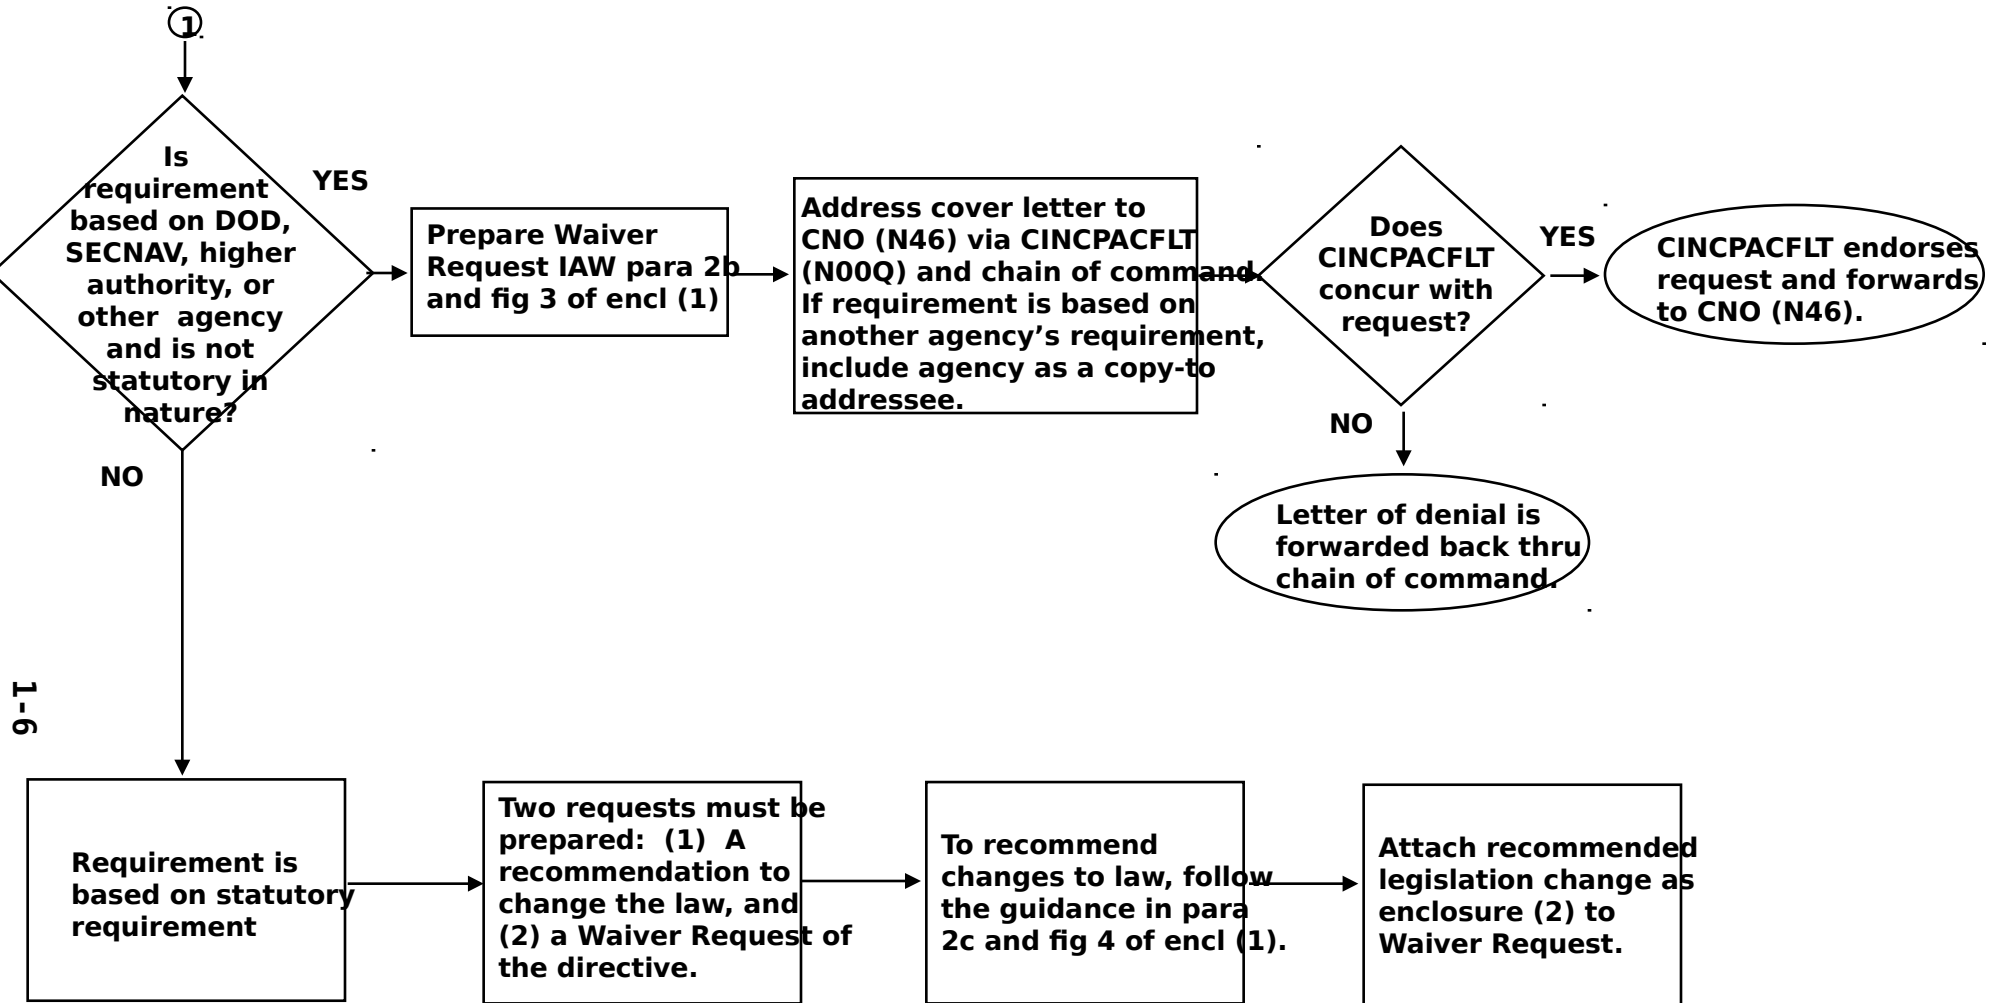 1
Is
requirement
based on DOD,
SECNAV, higher
authority, or
other  agency
and is not
statutory in
nature?
YES
NO
Prepare Waiver
Request IAW para 2b
and fig 3 of encl (1)
Address cover letter to
CNO (N46) via CINCPACFLT
(N00Q) and chain of command.
If requirement is based on
another agency’s requirement,
include agency as a copy-to
addressee.
Does
CINCPACFLT
concur with
request?
YES
NO
CINCPACFLT endorses
request and forwards
to CNO (N46).
Letter of denial is
forwarded back thru
chain of command.
1-6
Requirement is
based on statutory
requirement
Two requests must be
prepared:  (1)  A
recommendation to
change the law, and
(2) a Waiver Request of
the directive.
To recommend
changes to law, follow
the guidance in para
2c and fig 4 of encl (1).
Attach recommended
legislation change as
enclosure (2) to
Waiver Request.